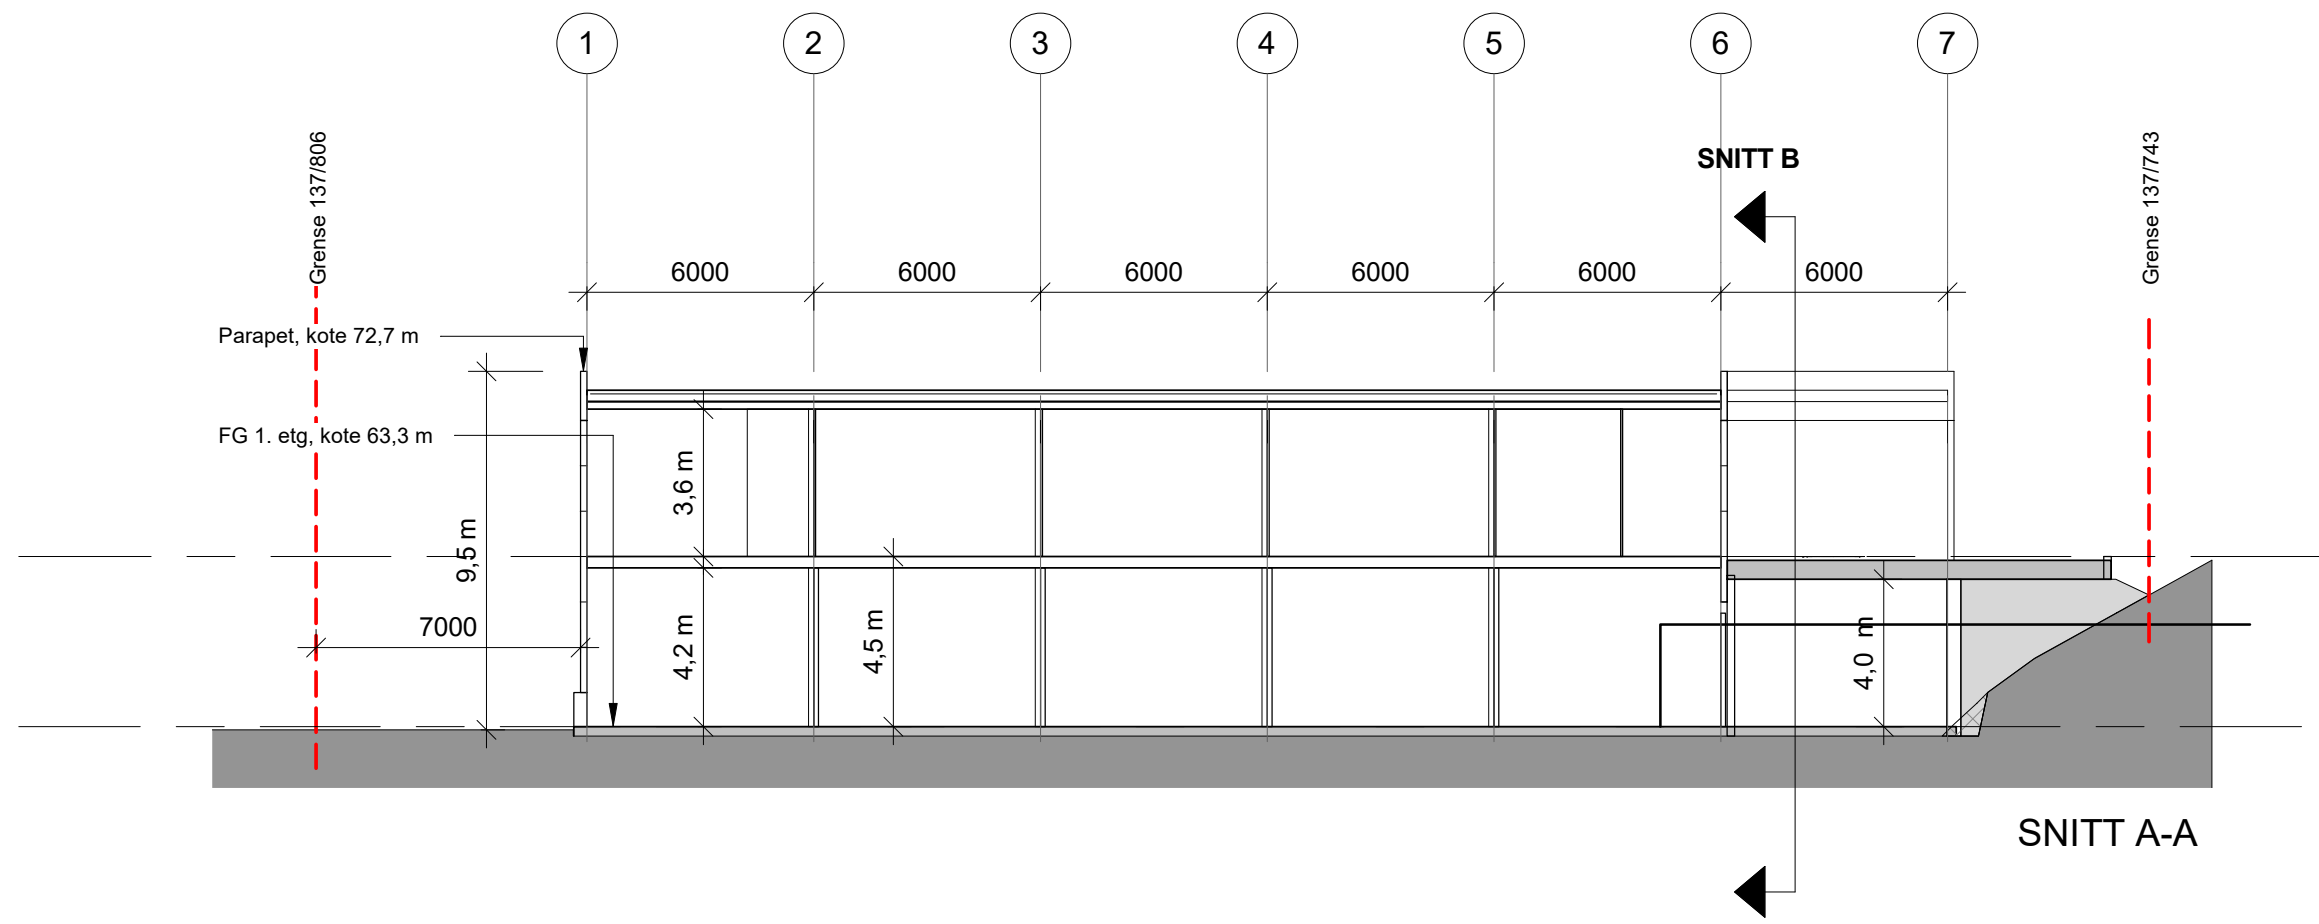 1
2
3
4
5
6
7
Grense 137/806
Grense 137/743
SNITT B
6000
6000
6000
6000
6000
6000
Parapet, kote 72,7 m
FG 1. etg, kote 63,3 m
3,6 m
9,5 m
7000
4,2 m
4,5 m
4,0 m
SNITT A-A